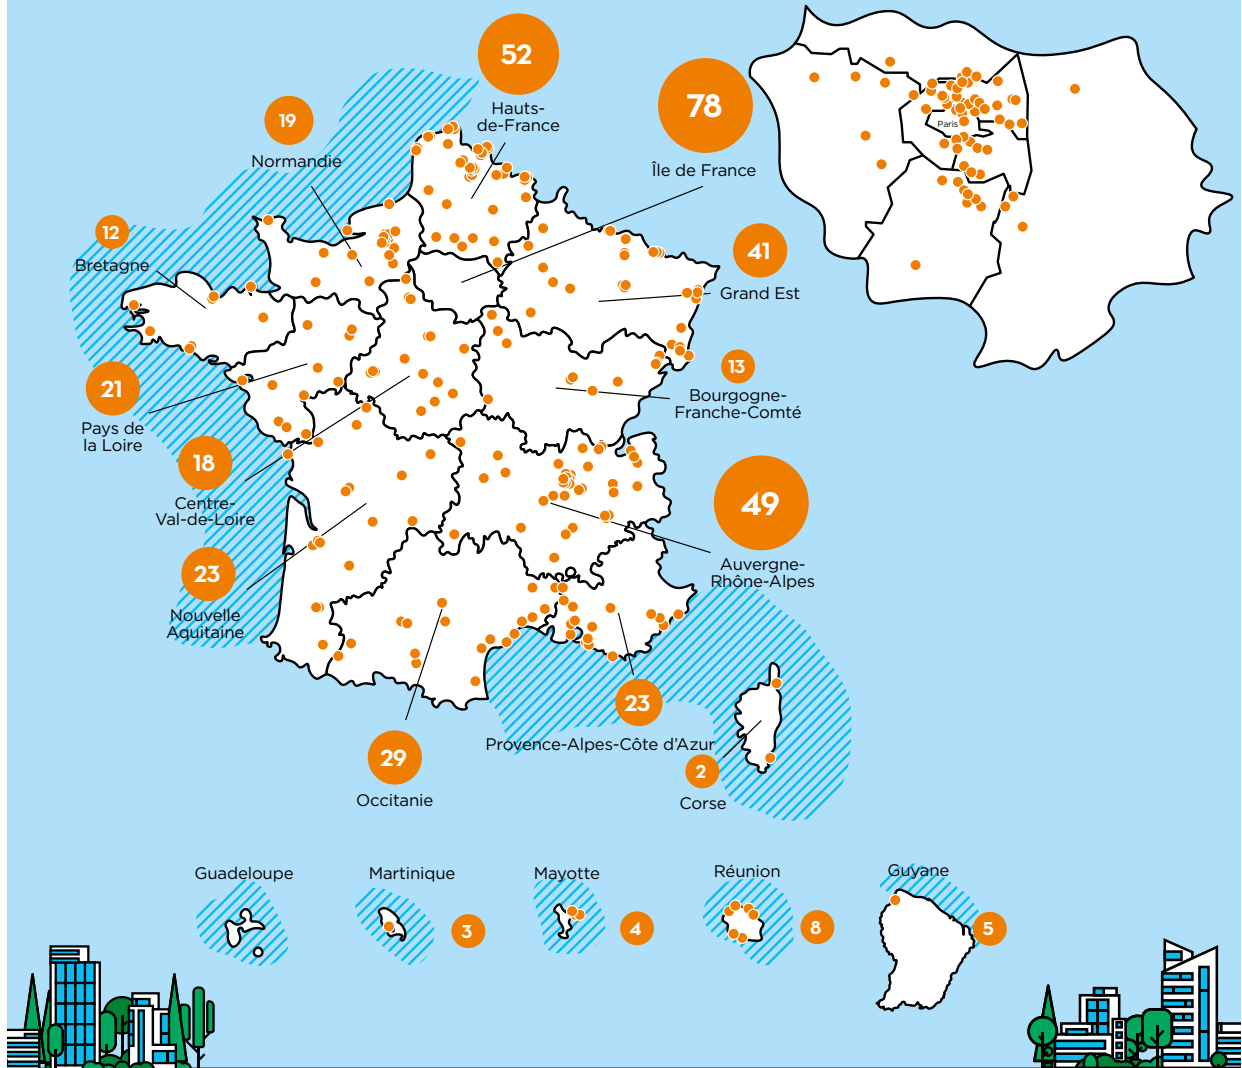 52
Hauts-
de-France
78
Île de France
Paris
19
Normandie
12
Bretagne
41
Grand Est
13
Bourgogne-
Franche-Comté
21
Pays de
la Loire
18
Centre-
Val-de-Loire
49
Auvergne-
Rhône-Alpes
23
Nouvelle
Aquitaine
23
Provence-Alpes-Côte d'Azur
29
Occitanie
2
Corse
Guadeloupe
Martinique
3
Mayotte
4
Réunion
8
Guyane
5